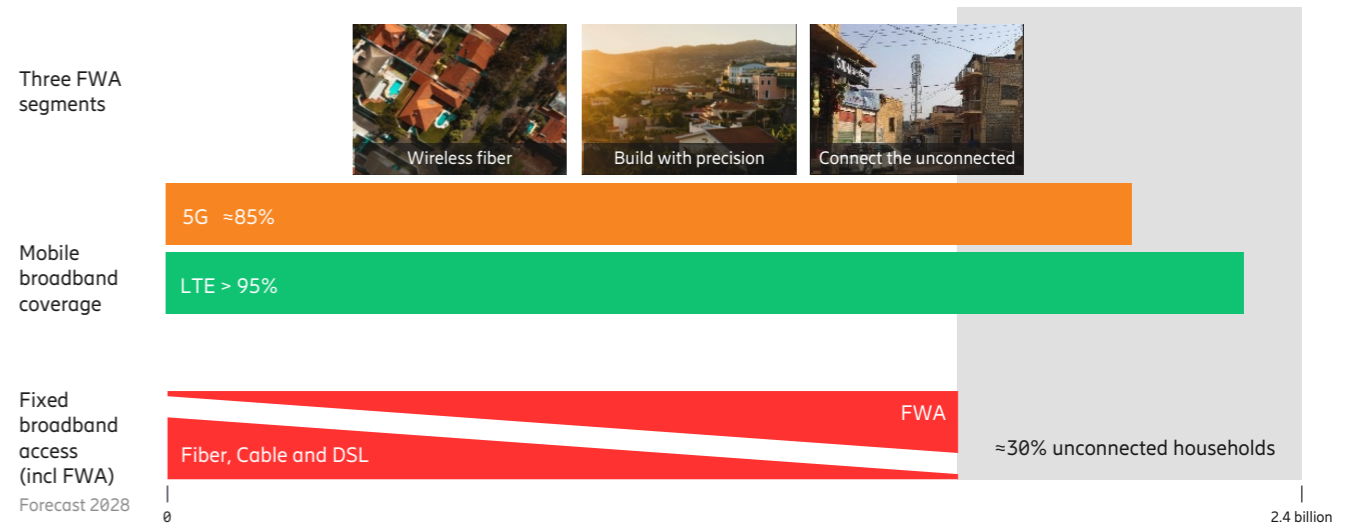 Three FWA
segments
Wireless fiber
Build with precision
Connect the unconnected
5G ≈85%
Mobile
broadband
coverage
LTE > 95%
Fixed
broadband
access
(incl FWA)
Forecast 2028
FWA
Fiber, Cable and DSL
≈30% unconnected households
0
2.4 billion